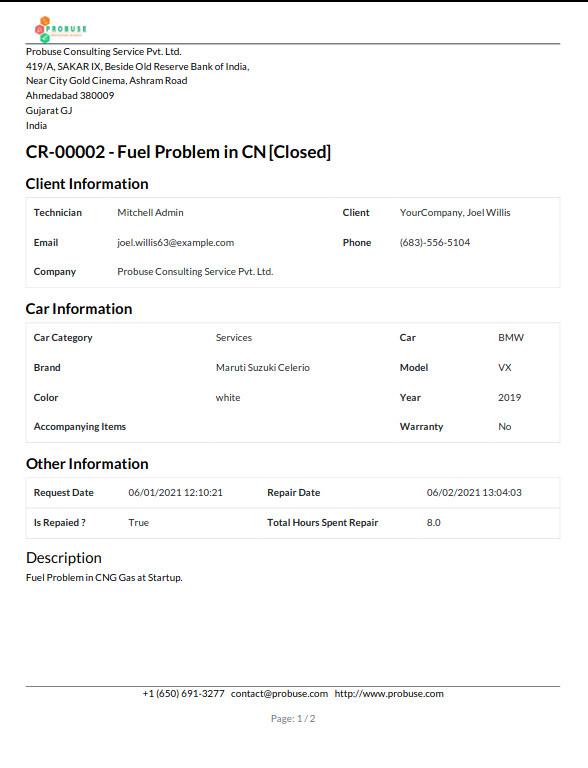 PROBUSE
Probuse Consulting Service Pvt. Ltd.
419/A, SAKAR IX, Beside Old Reserve Bank of India,
Near City Gold Cinema, Ashram Road
Ahmedabad 380009
Gujarat GJ
India
CR-00002 - Fuel Problem in CN [Closed]
Client Information
Technician Mitchell Admin Client YourCompany, Joel Willis
Email joel.willis63@example.com Phone (683)-556-5104
Company Probuse Consulting Service Pvt. Ltd.
Car Information
Car Category Services Car BMW
Brand Maruti Suzuki Celerio Model VX
Color white Year 2019
Accompanying Items Warranty No
Other Information
Request Date 06/01/2021 12:10:21 Repair Date 06/02/2021 13:04:03
Is Repaied ? True Total Hours Spent Repair 8.0
Description
Fuel Problem in CNG Gas at Startup.
+1 (650) 691-3277 contact@probuse.com http://www.probuse.com
Page: 1 / 2